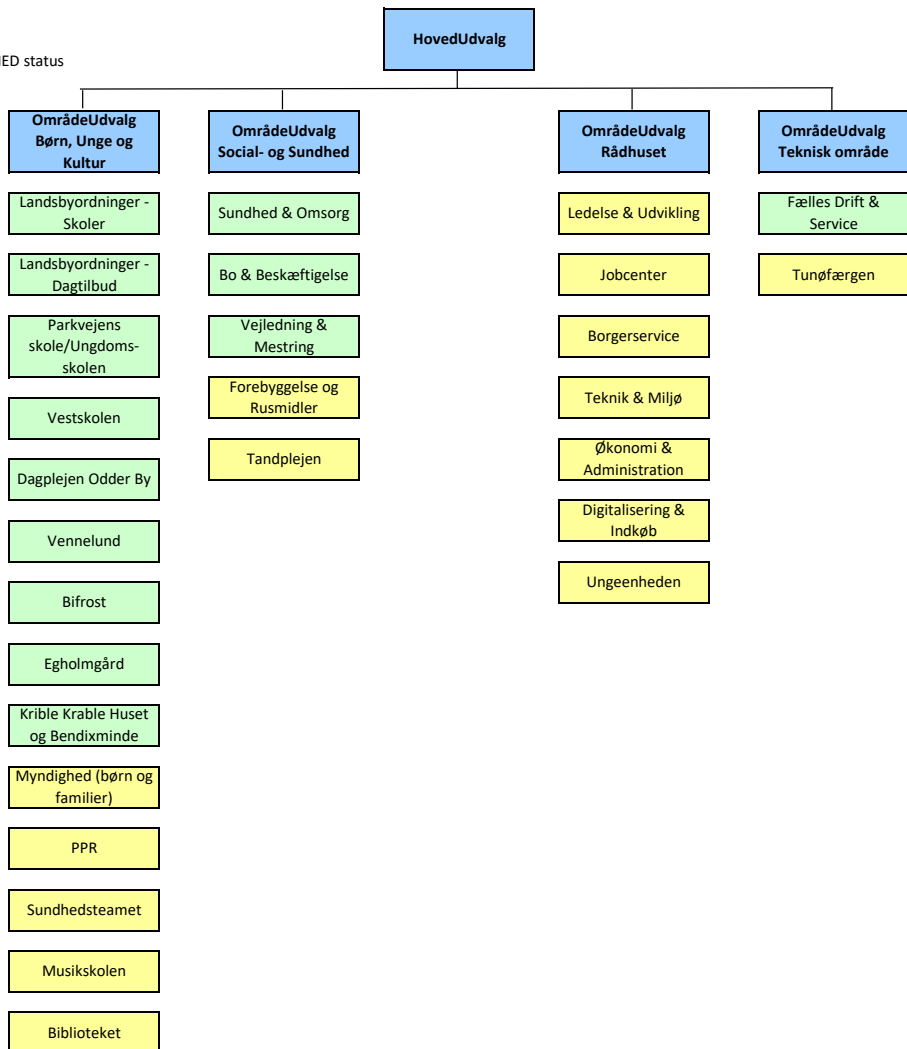 HovedUdvalg
status
OmrådeUdvalg
Børn, Unge og
Kultur
Landsbyordninger -
Skoler
Landsbyordninger -
Dagtilbud
Parkvejens
skole/Ungdoms-
skolen
Vestskolen
Dagplejen Odder By
Vennelund
Bifrost
Egholmgård
Krible Krable Huset
og Bendixminde
Myndighed (børn og
familier)
PPR
Sundhedsteamet
Musikskolen
Biblioteket
OmrådeUdvalg
Social- og Sundhed
Sundhed & Omsorg
Bo & Beskæftigelse
Vejledning &
Mestring
Forebyggelse og
Rusmidler
Tandplejen
OmrådeUdvalg
Rådhuset
Ledelse & Udvikling
Jobcenter
Borgerservice
Teknik & Miljø
Økonomi &
Administration
Digitalisering &
Indkøb
Ungeenheden
OmrådeUdvalg
Teknisk område
Fælles Drift &
Service
Tunøfærgen